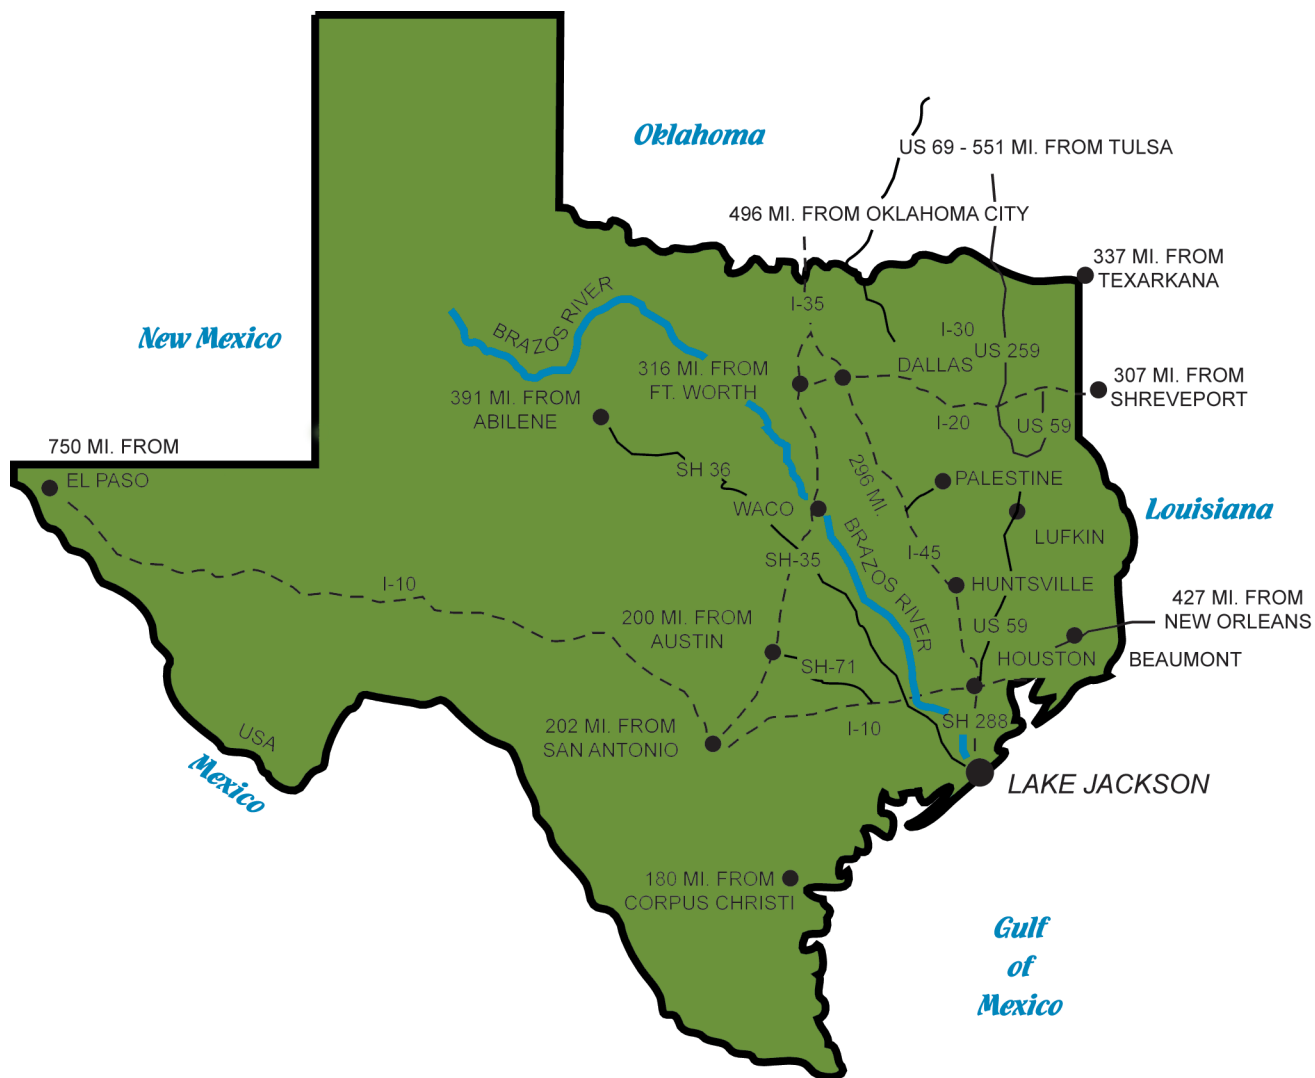 Oklahoma
US 69 - 551 MI. FROM TULSA
496 MI. FROM OKLAHOMA CITY
337 MI. FROM
TEXARKANA
I-35
BRAZOS RIVER
New Mexico
I-30
US 259
DALLAS
316 MI. FROM
FT. WORTH
307 MI. FROM
SHREVEPORT
391 MI. FROM
ABILENE
I-20
US 59
750 MI. FROM
EL PASO
SH 36
296 MI.
PALESTINE
WACO
Louisiana
LUFKIN
BRAZOS RIVER
I-45
SH-35
I-10
HUNTSVILLE
427 MI. FROM
NEW ORLEANS
200 MI. FROM
AUSTIN
US 59
HOUSTON
BEAUMONT
SH-71
202 MI. FROM
SAN ANTONIO
I-10
SH 288
USA
Mexico
LAKE JACKSON
180 MI. FROM
CORPUS CHRISTI
Gulf
of
Mexico